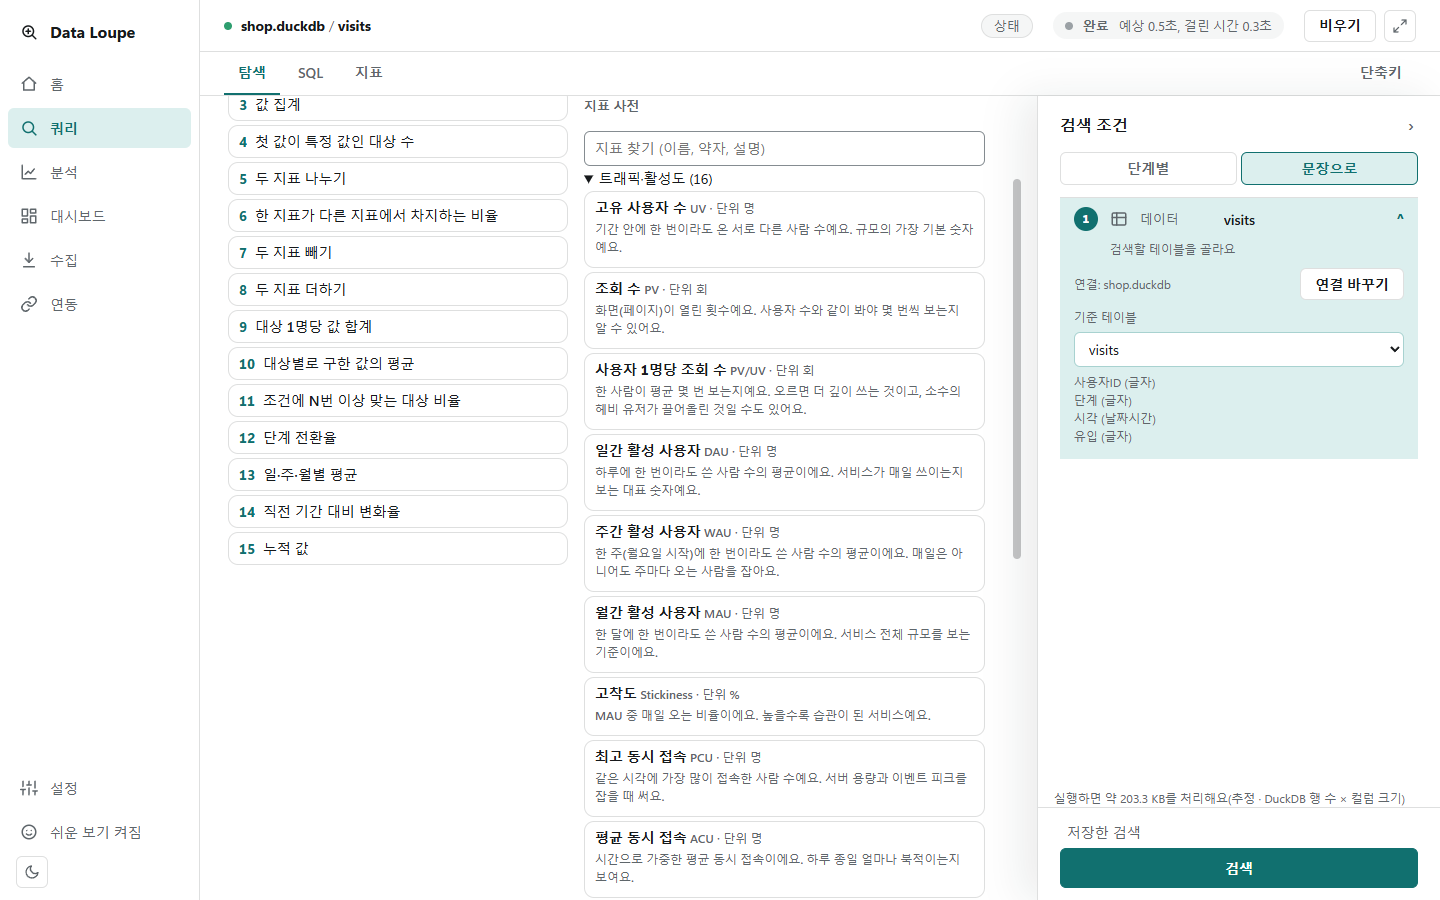 Data Loupe
홈
쿼리
분석
대시보드
수집
연동
설정
쉬운 보기 켜짐
shop.duckdb / visits
상태
완료 예상 0.5초, 걸린 시간 0.3초
비우기
탐색
SQL
지표
단축키
3 값 집계
4 첫 값이 특정 값인 대상 수
5 두 지표 나누기
6 한 지표가 다른 지표에서 차지하는 비율
7 두 지표 빼기
8 두 지표 더하기
9 대상 1명당 값 합계
10 대상별로 구한 값의 평균
11 조건에 N번 이상 맞는 대상 비율
12 단계 전환율
13 일·주·월별 평균
14 직전 기간 대비 변화율
15 누적 값
지표 사전
지표 찾기 (이름, 약자, 설명)
▼ 트래픽·활성도 (16)
고유 사용자 수 UV · 단위 명
기간 안에 한 번이라도 온 서로 다른 사람 수예요. 규모의 가장 기본 숫자
예요.
조회 수 PV · 단위 회
화면(페이지)이 열린 횟수예요. 사용자 수와 같이 봐야 몇 번씩 보는지
알 수 있어요.
사용자 1명당 조회 수 PV/UV · 단위 회
한 사람이 평균 몇 번 보는지예요. 오르면 더 깊이 쓰는 것이고, 소수의
헤비 유저가 끌어올린 것일 수도 있어요.
일간 활성 사용자 DAU · 단위 명
하루에 한 번이라도 쓴 사람 수의 평균이에요. 서비스가 매일 쓰이는지
보는 대표 숫자예요.
주간 활성 사용자 WAU · 단위 명
한 주(월요일 시작)에 한 번이라도 쓴 사람 수의 평균이에요. 매일은 아
니어도 주마다 오는 사람을 잡아요.
월간 활성 사용자 MAU · 단위 명
한 달에 한 번이라도 쓴 사람 수의 평균이에요. 서비스 전체 규모를 보는
기준이에요.
고착도 Stickiness · 단위 %
MAU 중 매일 오는 비율이에요. 높을수록 습관이 된 서비스예요.
최고 동시 접속 PCU · 단위 명
같은 시각에 가장 많이 접속한 사람 수예요. 서버 용량과 이벤트 피크를
잡을 때 써요.
평균 동시 접속 ACU · 단위 명
시간으로 가중한 평균 동시 접속이에요. 하루 종일 얼마나 북적이는지
보여요.
검색 조건
단계별
문장으로
1 데이터 visits
검색할 테이블을 골라요
연결: shop.duckdb
연결 바꾸기
기준 테이블
visits
사용자ID (글자)
단계 (글자)
시각 (날짜시간)
유입 (글자)
실행하면 약 203.3 KB를 처리해요(추정 · DuckDB 행 수 × 컬럼 크기)
저장한 검색
검색